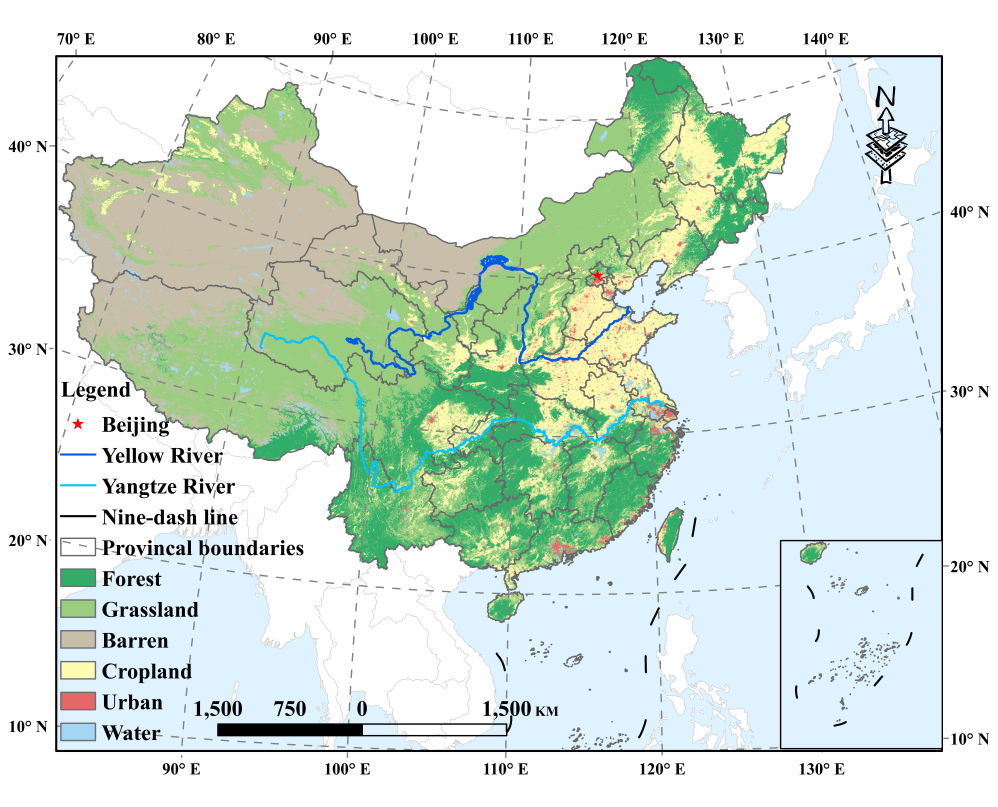 70° E 80° E 90° E 100° E 110° E 120° E 130° E 140° E
N
40° N
40° N
30° N
30° N
Legend
Beijing
Yellow River
Yangtze River
Nine-dash line
Provincal boundaries
Forest
Grassland
Barren
Cropland
Urban
Water
20° N
20° N
1,500 750 0 1,500 KM
10° N
10° N
90° E 100° E 110° E 120° E 130° E